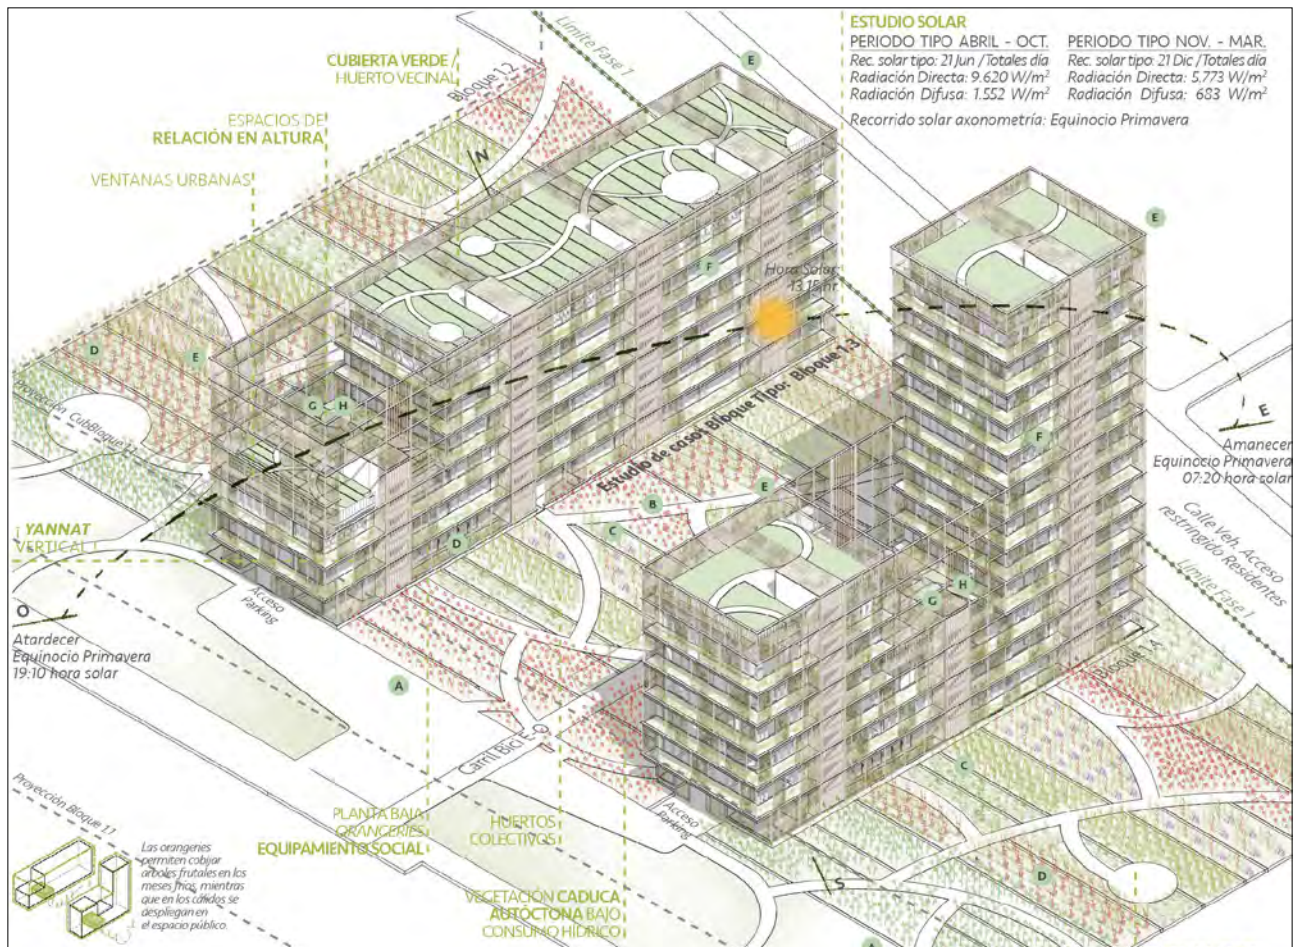 ESTUDIO SOLAR
PERIODO TIPO ABRIL - OCT.
Rec. solar tipo: 21 Jun / Totales día
Radiación Directa: 9.620 W/m²
Radiación Difusa: 1.552 W/m²
PERIODO TIPO NOV. - MAR.
Rec. solar tipo: 21 Dic / Totales día
Radiación Directa: 5.773 W/m²
Radiación Difusa: 683 W/m²
Recorrido solar axonometría: Equinocio Primavera
Límite Fase 1
E
CUBIERTA VERDE /
HUERTO VECINAL
Bloque 1.2
ESPACIOS DE
RELACIÓN EN ALTURA
VENTANAS URBANAS
N
E
F
Hora Solar
13.15 hr
D
E
G
H
Estudio de casos Bloque Tipo: Bloque 1.3
F
E
Amanecer
Equinocio Primavera
07:20 hora solar
Calle Veh. Acceso
restringido Residentes
Límite Fase 1
E
B
C
D
YANNAT
VERTICAL
H
G
O
Atardecer
Equinocio Primavera
19:10 hora solar
Acceso
Parking
A
Bloque 1.4
Carril Bici E-O
C
Acceso
Parking
Proyección Bloque 1.1
PLANTA BAJA
ORANGERIES
EQUIPAMIENTO SOCIAL
HUERTOS
COLECTIVOS
Las orangenes
permiten cobijar
árboles frutales en los
meses fríos, mientras
que en los cálidos se
despliegan en
el espacio público.
VEGETACIÓN CADUCA
AUTÓCTONA BAJO
CONSUMO HÍDRICO
S
D
A